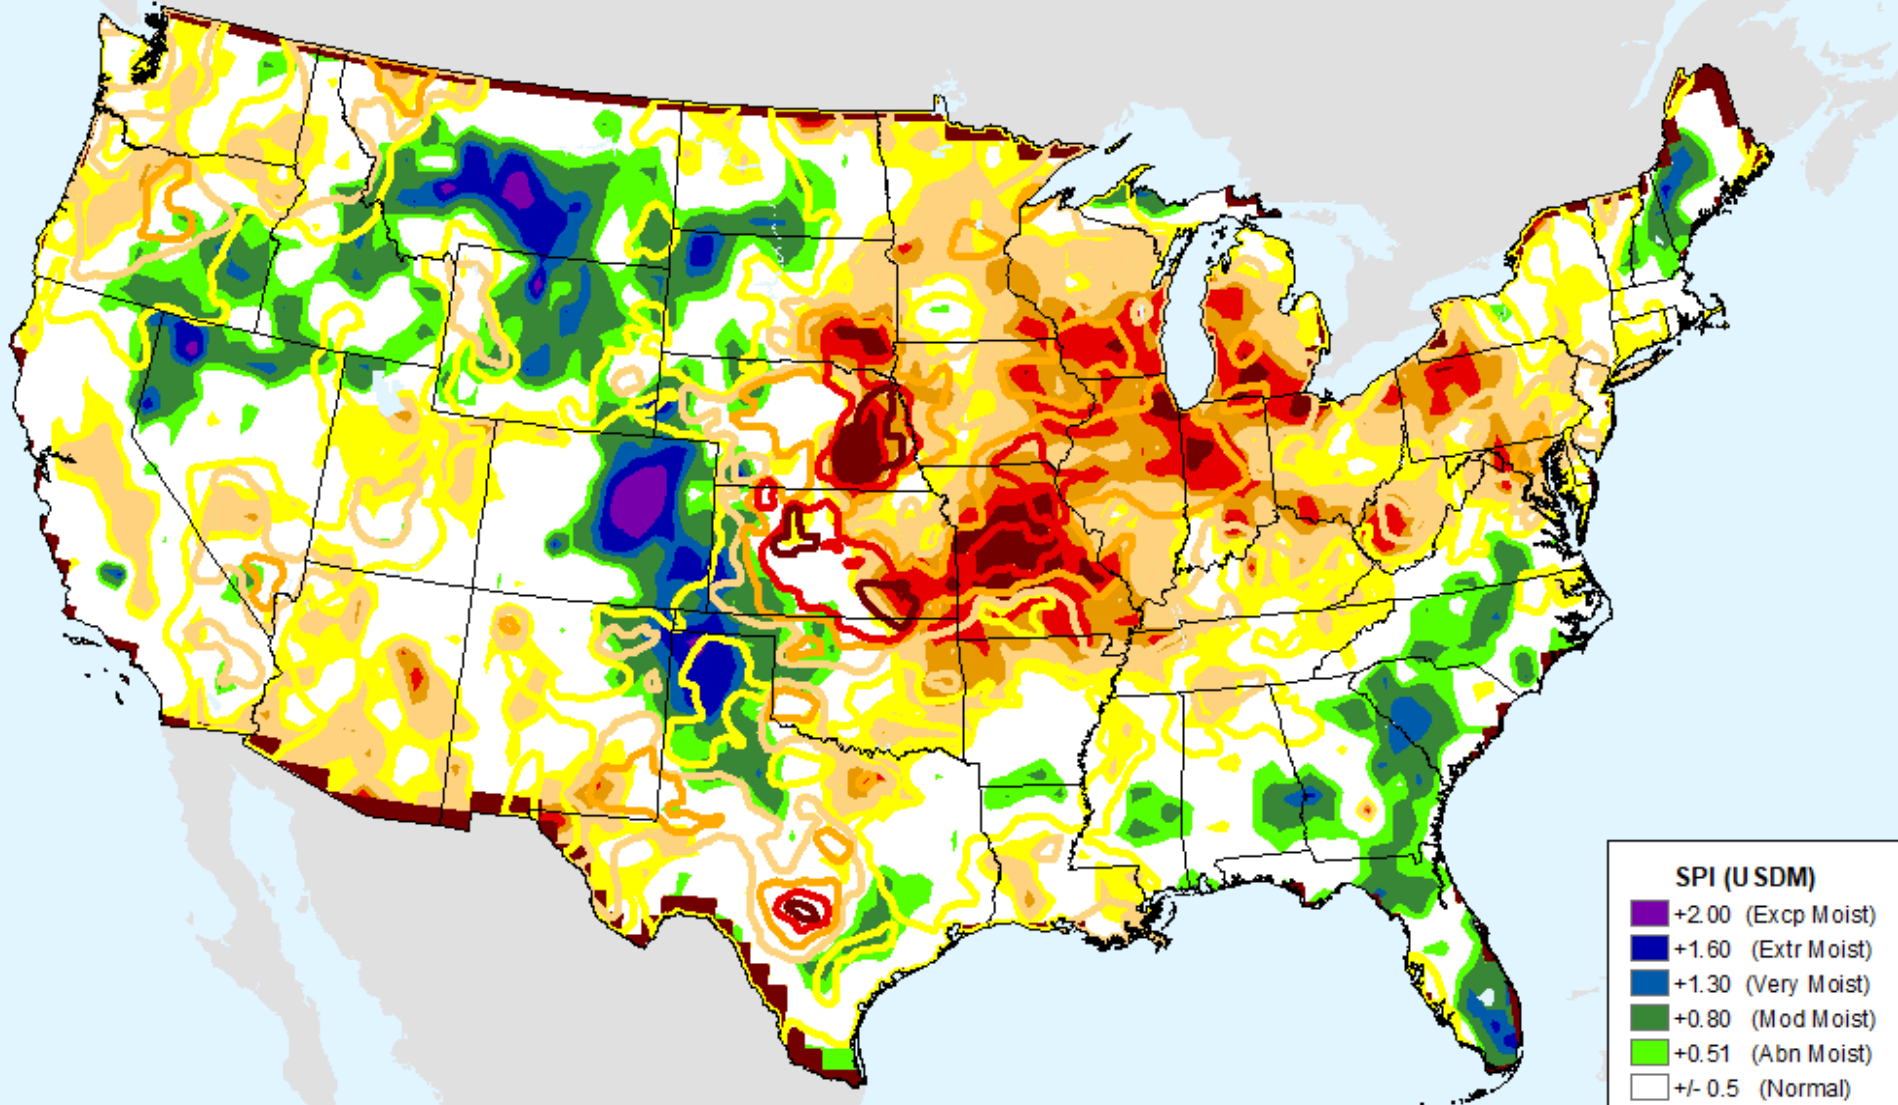 SPI (USDM)
+2.00 (Excp Moist)
+1.60 (Extr Moist)
+1.30 (Very Moist)
+0.80 (Mod Moist)
+0.51 (Abn Moist)
+/- 0.5 (Normal)